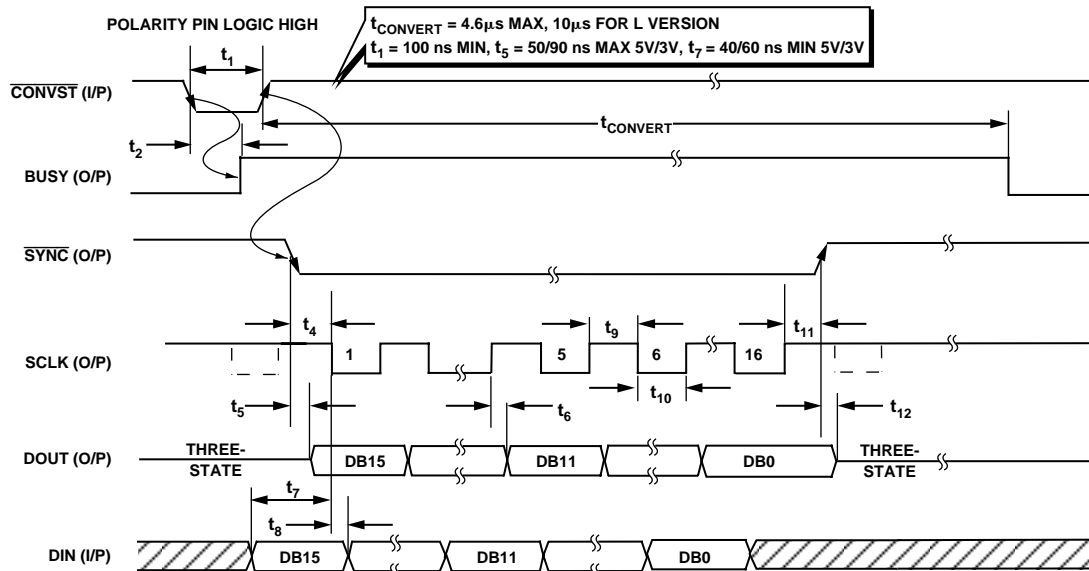 POLARITY PIN LOGIC HIGH
tCONVERT = 4.6μs MAX, 10μs FOR L VERSION
t1 = 100 ns MIN, t5 = 50/90 ns MAX 5V/3V, t7 = 40/60 ns MIN 5V/3V
t1
CONVST (I/P)
tCONVERT
t2
BUSY (O/P)
SYNC (O/P)
t4
t9
t11
SCLK (O/P)
1
5
6
16
t10
t5
t6
t12
DOUT (O/P)
THREE-
STATE
DB15
DB11
DB0
THREE-
STATE
t7
t8
DIN (I/P)
DB15
DB11
DB0